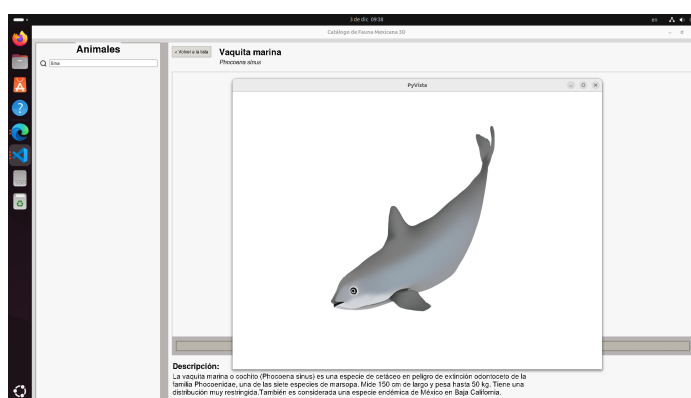 3 de dic 09:38
en
Catálogo de Fauna Mexicana 3D
Animales
< Volver a la lista
Vaquita marina
Phocoena sinus
PyVista
Descripción:
La vaquita marina o cochito (Phocoena sinus) es una especie de cetáceo en peligro de extinción odontoceto de la
familia Phocoenidae, una de las siete especies de marsopa. Mide 150 cm de largo y pesa hasta 50 kg. Tiene una
distribución muy restringida.También es considerada una especie endémica de México en Baja California.